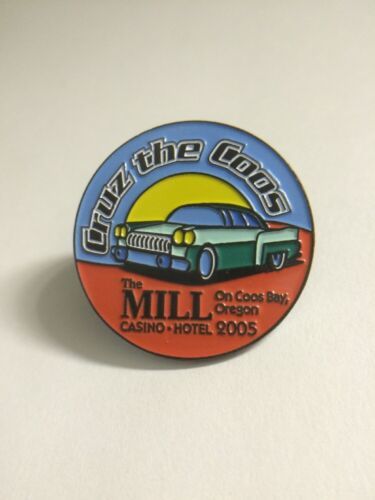 Cruz the Coos
The
MILL
CASINO • HOTEL
On Coos Bay,
Oregon
2005